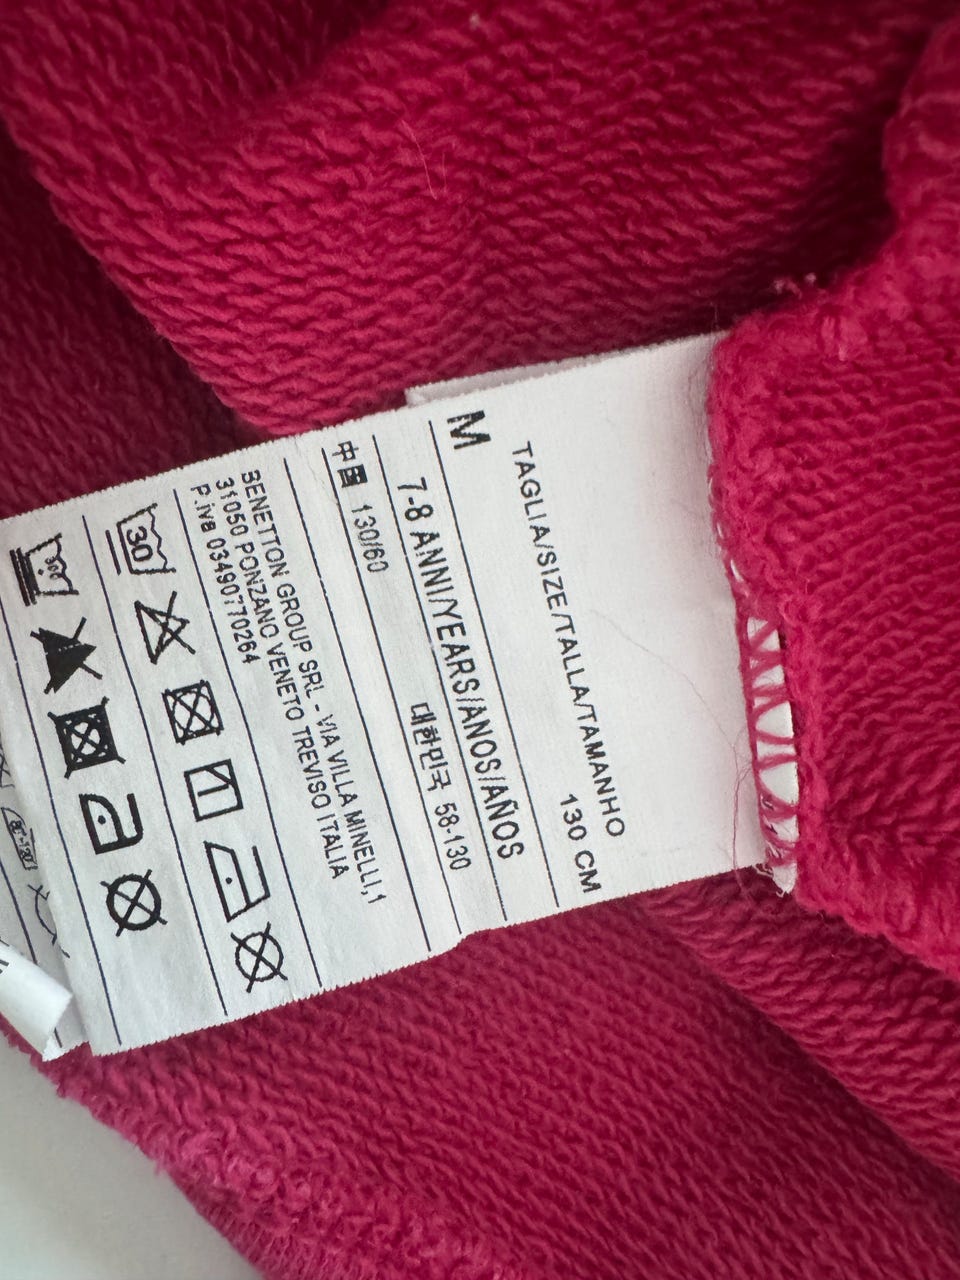 TAGLIA/SIZE/TALLA/TAMANHO
M 130 CM
7-8 ANNI/YEARS/ANOS/AÑOS
中国 130/60 대한민국 58-130
BENETTON GROUP SRL - VIA VILLA MINELLI,1
31050 PONZANO VENETO TREVISO ITALIA
P.iva 03490770264
30